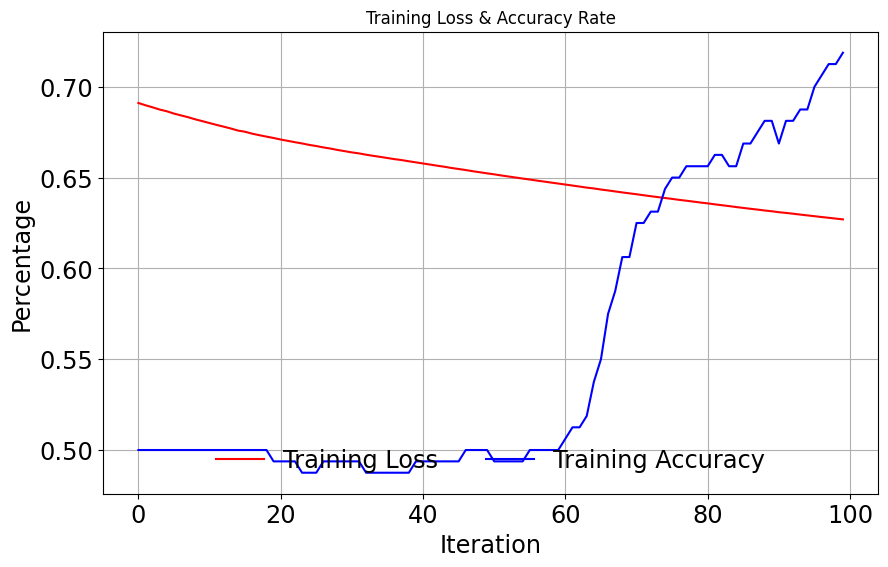 Training Loss & Accuracy Rate
Percentage
0.70
0.65
0.60
0.55
0.50
Training Loss Training Accuracy
0 20 40 60 80 100
Iteration